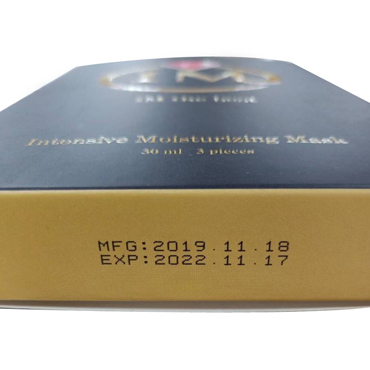 Intensive Moisturizing Mask
30 ml 3 pieces
MFG:2019.11.18
EXP:2022.11.17